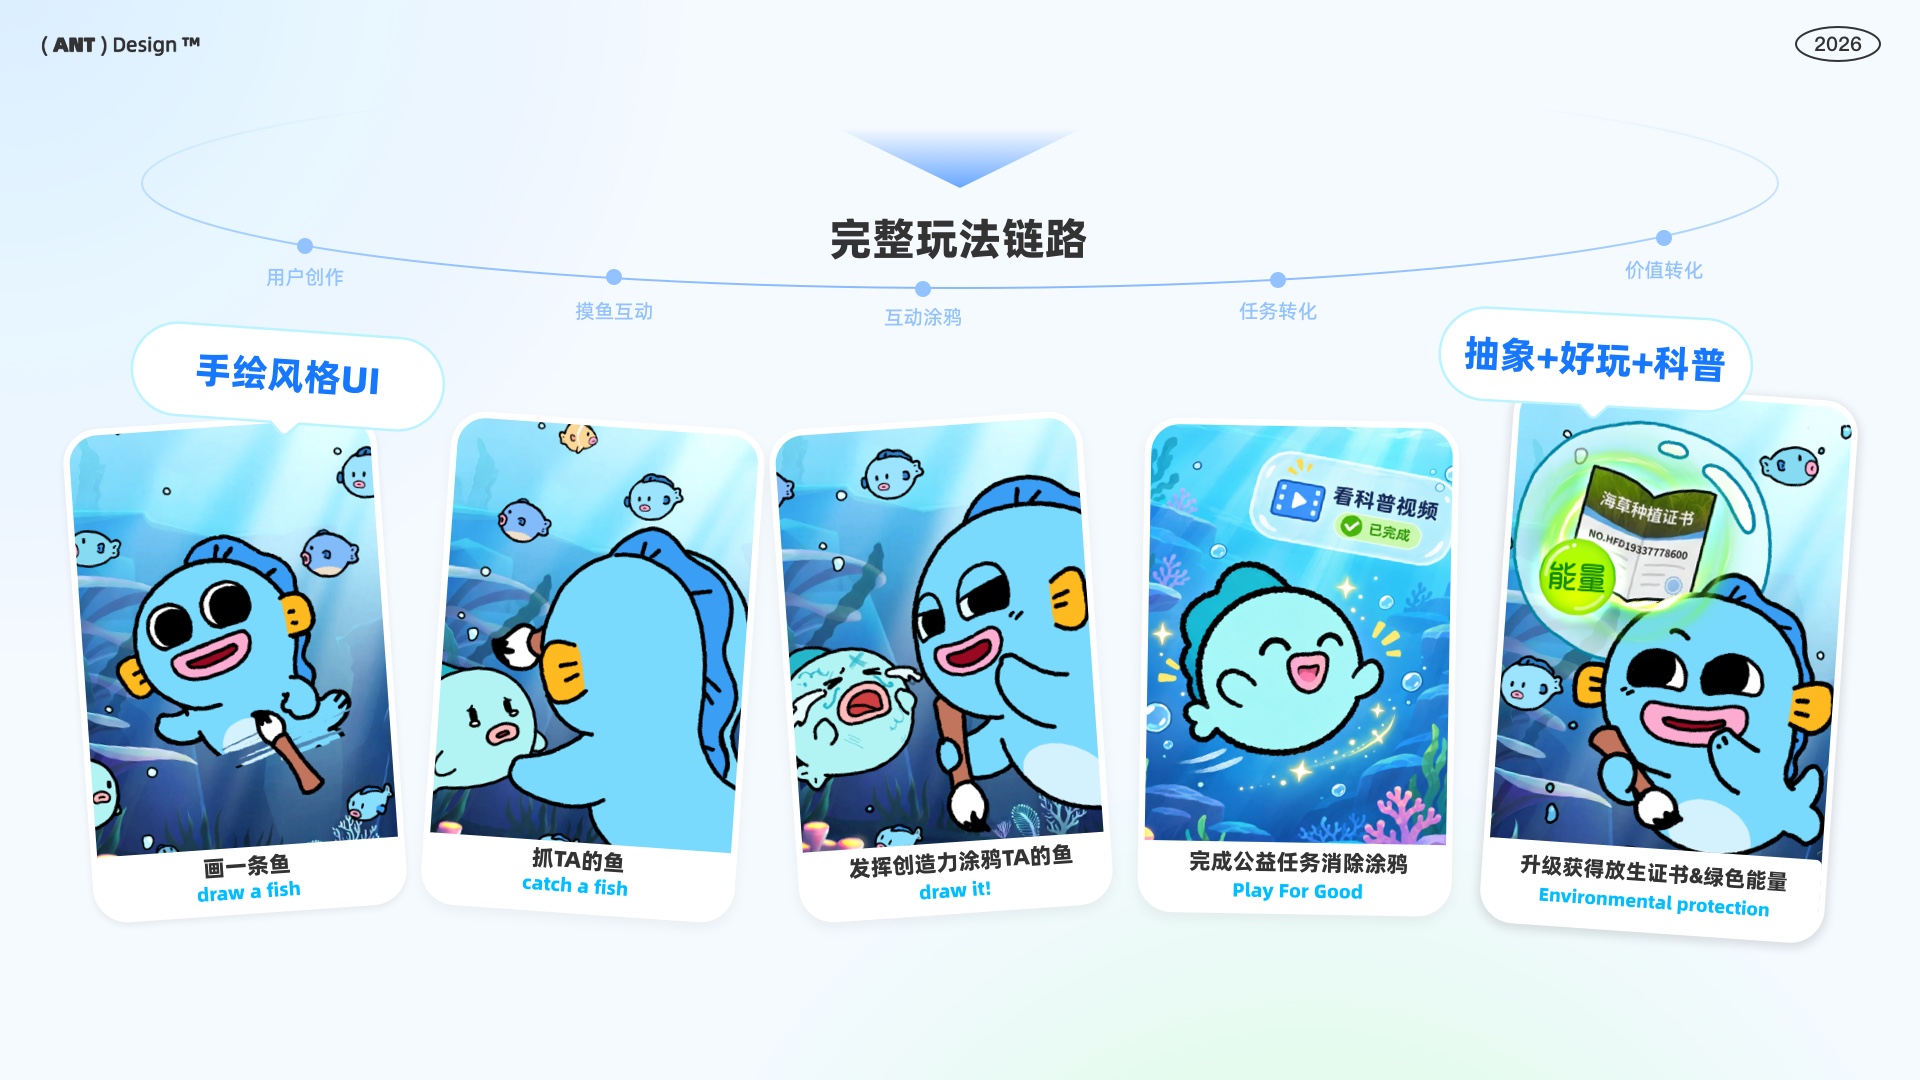 ( ANT ) Design ™
2026
完整玩法链路
用户创作
摸鱼互动
互动涂鸦
任务转化
价值转化
手绘风格UI
抽象+好玩+科普
看科普视频
已完成
海草种植证书
NO.HFD19337778600
能量
画一条鱼
draw a fish
抓TA的鱼
catch a fish
发挥创造力涂鸦TA的鱼
draw it!
完成公益任务消除涂鸦
Play For Good
升级获得放生证书&绿色能量
Environmental protection